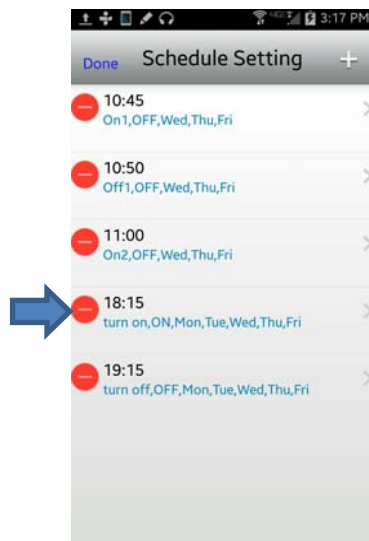 3:17 PM
Done Schedule Setting +
10:45
On1,OFF,Wed,Thu,Fri
10:50
Off1,OFF,Wed,Thu,Fri
11:00
On2,OFF,Wed,Thu,Fri
18:15
turn on,ON,Mon,Tue,Wed,Thu,Fri
19:15
turn off,OFF,Mon,Tue,Wed,Thu,Fri